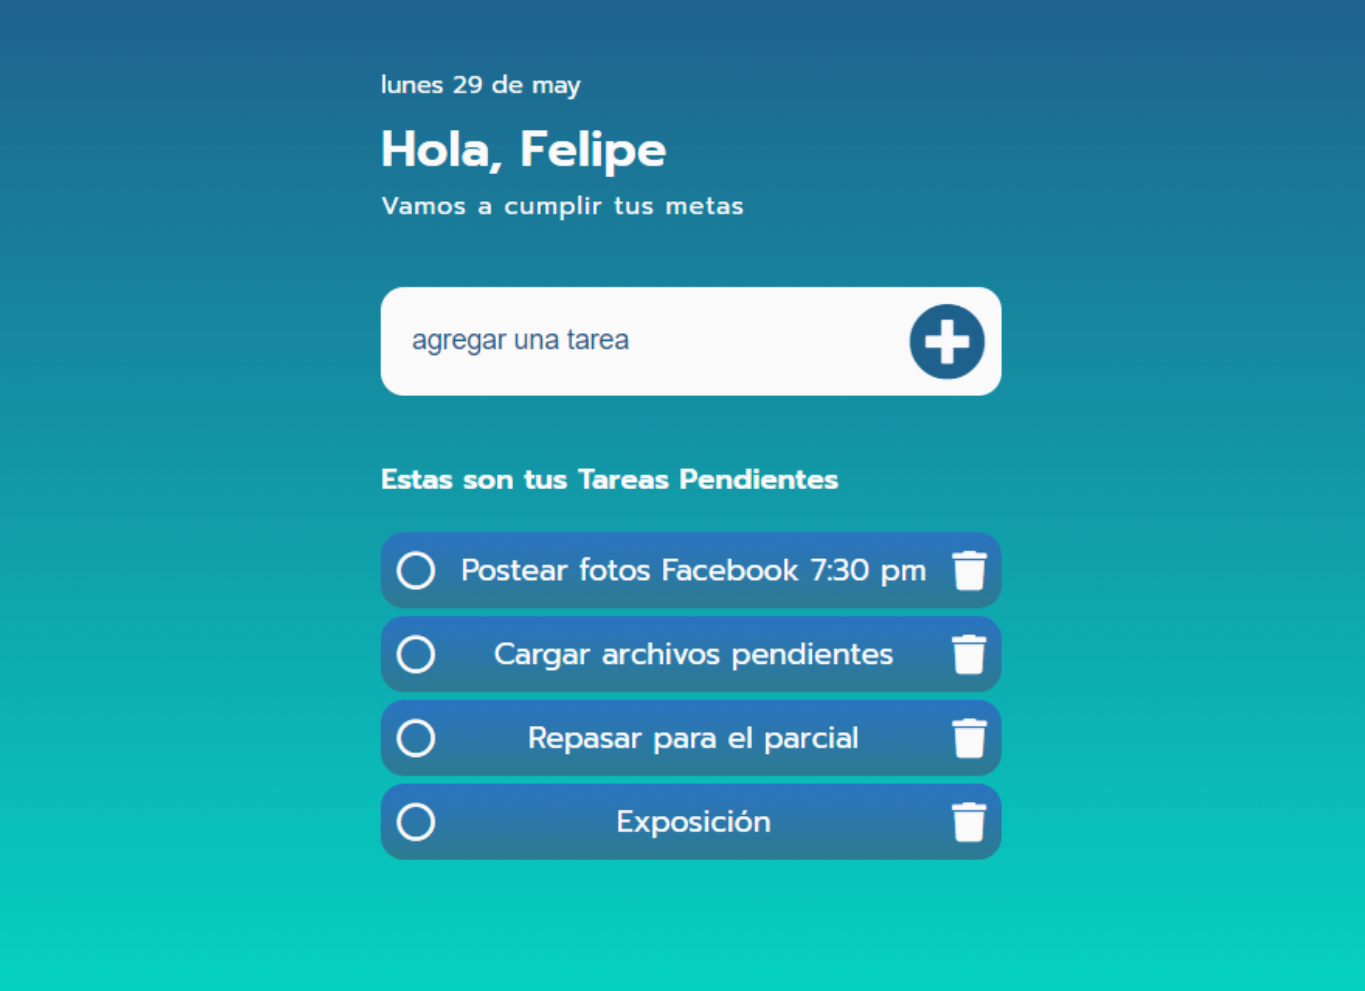 lunes 29 de may
Hola, Felipe
Vamos a cumplir tus metas
agregar una tarea
Estas son tus Tareas Pendientes
Postear fotos Facebook 7:30 pm
Cargar archivos pendientes
Repasar para el parcial
Exposición